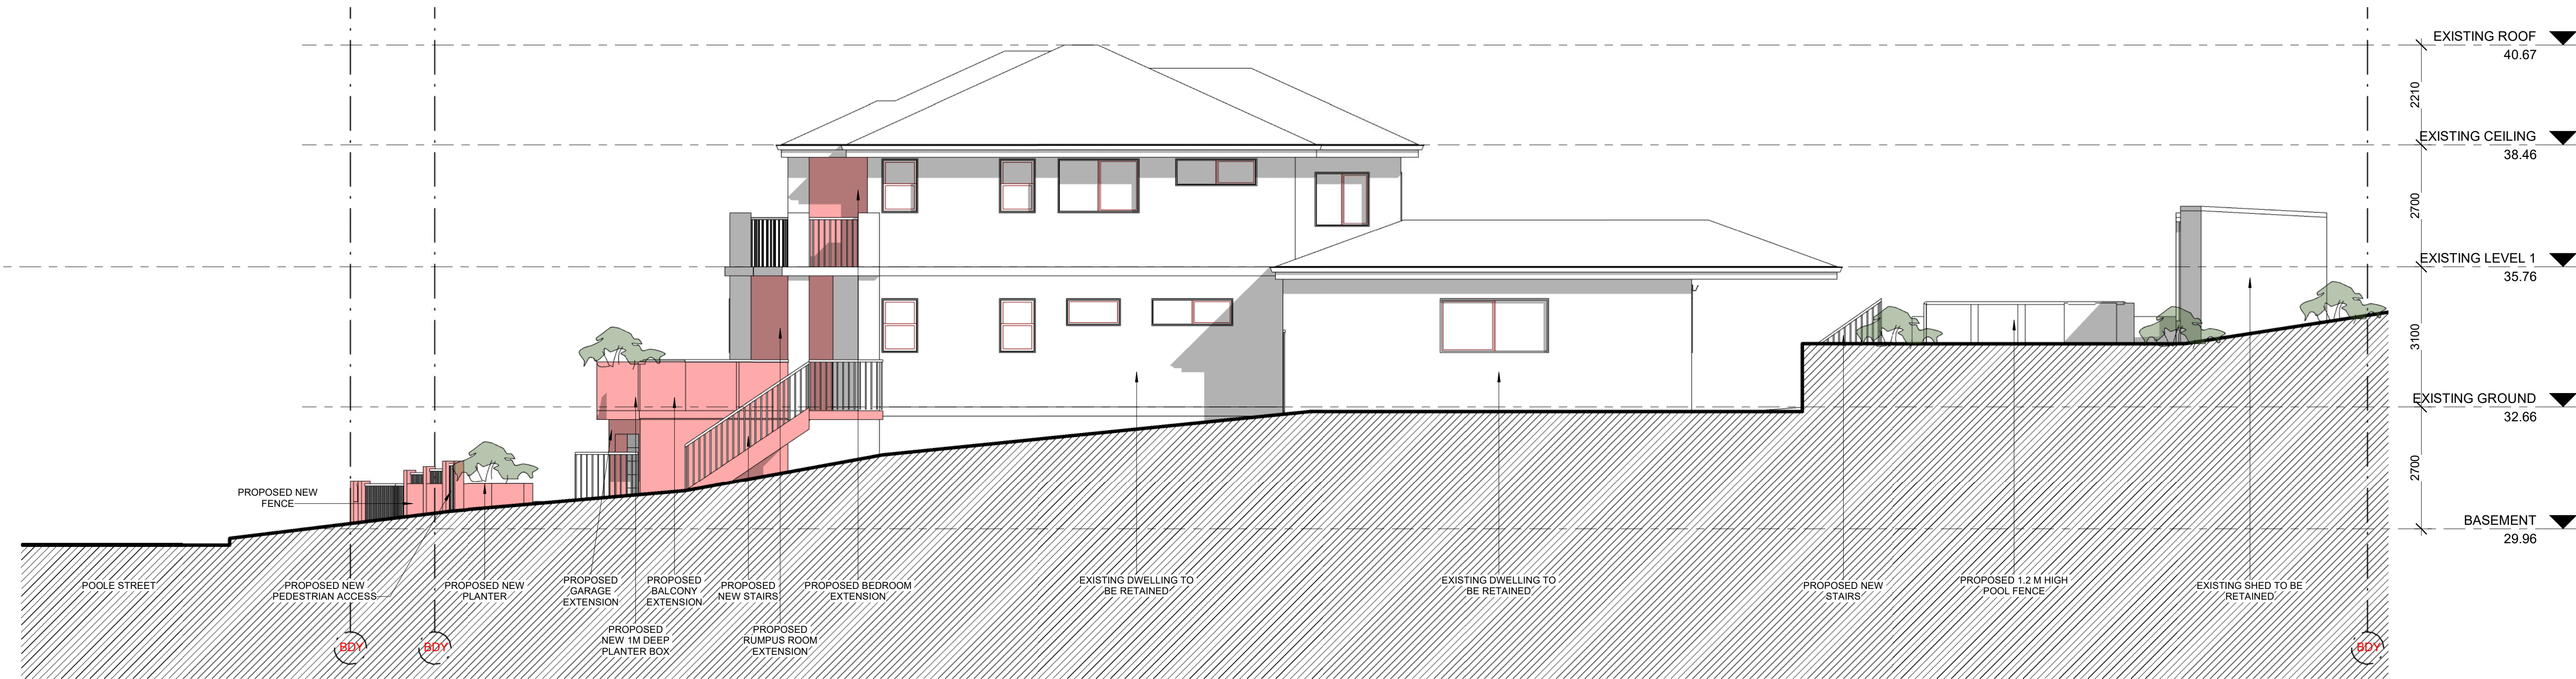 EXISTING ROOF
40.67
2210
EXISTING CEILING
38.46
2700
EXISTING LEVEL 1
35.76
3100
EXISTING GROUND
32.66
2700
BASEMENT
29.96
PROPOSED NEW
FENCE
POOLE STREET
PROPOSED NEW
PEDESTRIAN ACCESS
PROPOSED NEW
PLANTER
PROPOSED
GARAGE
EXTENSION
PROPOSED
BALCONY
EXTENSION
PROPOSED
NEW STAIRS
PROPOSED BEDROOM
EXTENSION
EXISTING DWELLING TO
BE RETAINED
EXISTING DWELLING TO
BE RETAINED
PROPOSED NEW
STAIRS
PROPOSED 1.2 M HIGH
POOL FENCE
EXISTING SHED TO BE
RETAINED
PROPOSED
NEW 1M DEEP
PLANTER BOX
PROPOSED
RUMPUS ROOM
EXTENSION
BDY
BDY
BDY